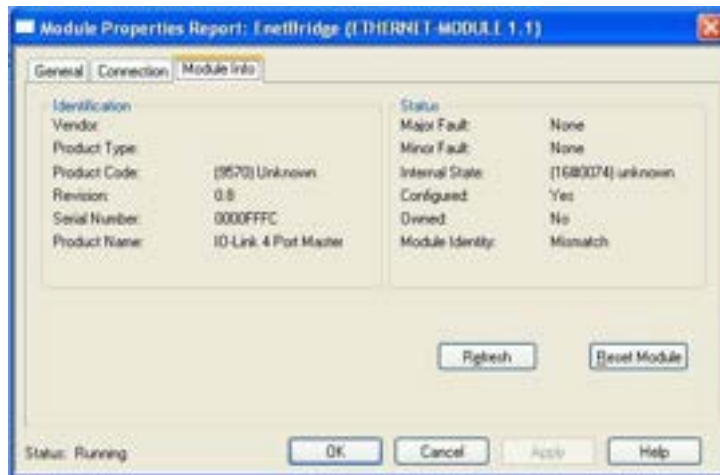 Module Properties Report: EnetBridge (ETHERNET-MODULE 1.1)
General Connection Module Info
Identification
Vendor:
Product Type:
Product Code: (9570) Unknown
Revision: 0.8
Serial Number: 0000FFFC
Product Name: IO-Link 4 Port Master
Status
Major Fault: None
Minor Fault: None
Internal State: (16#0074) unknown
Configured: Yes
Owned: No
Module Identity: Mismatch
Refresh Reset Module
Status: Running OK Cancel Apply Help